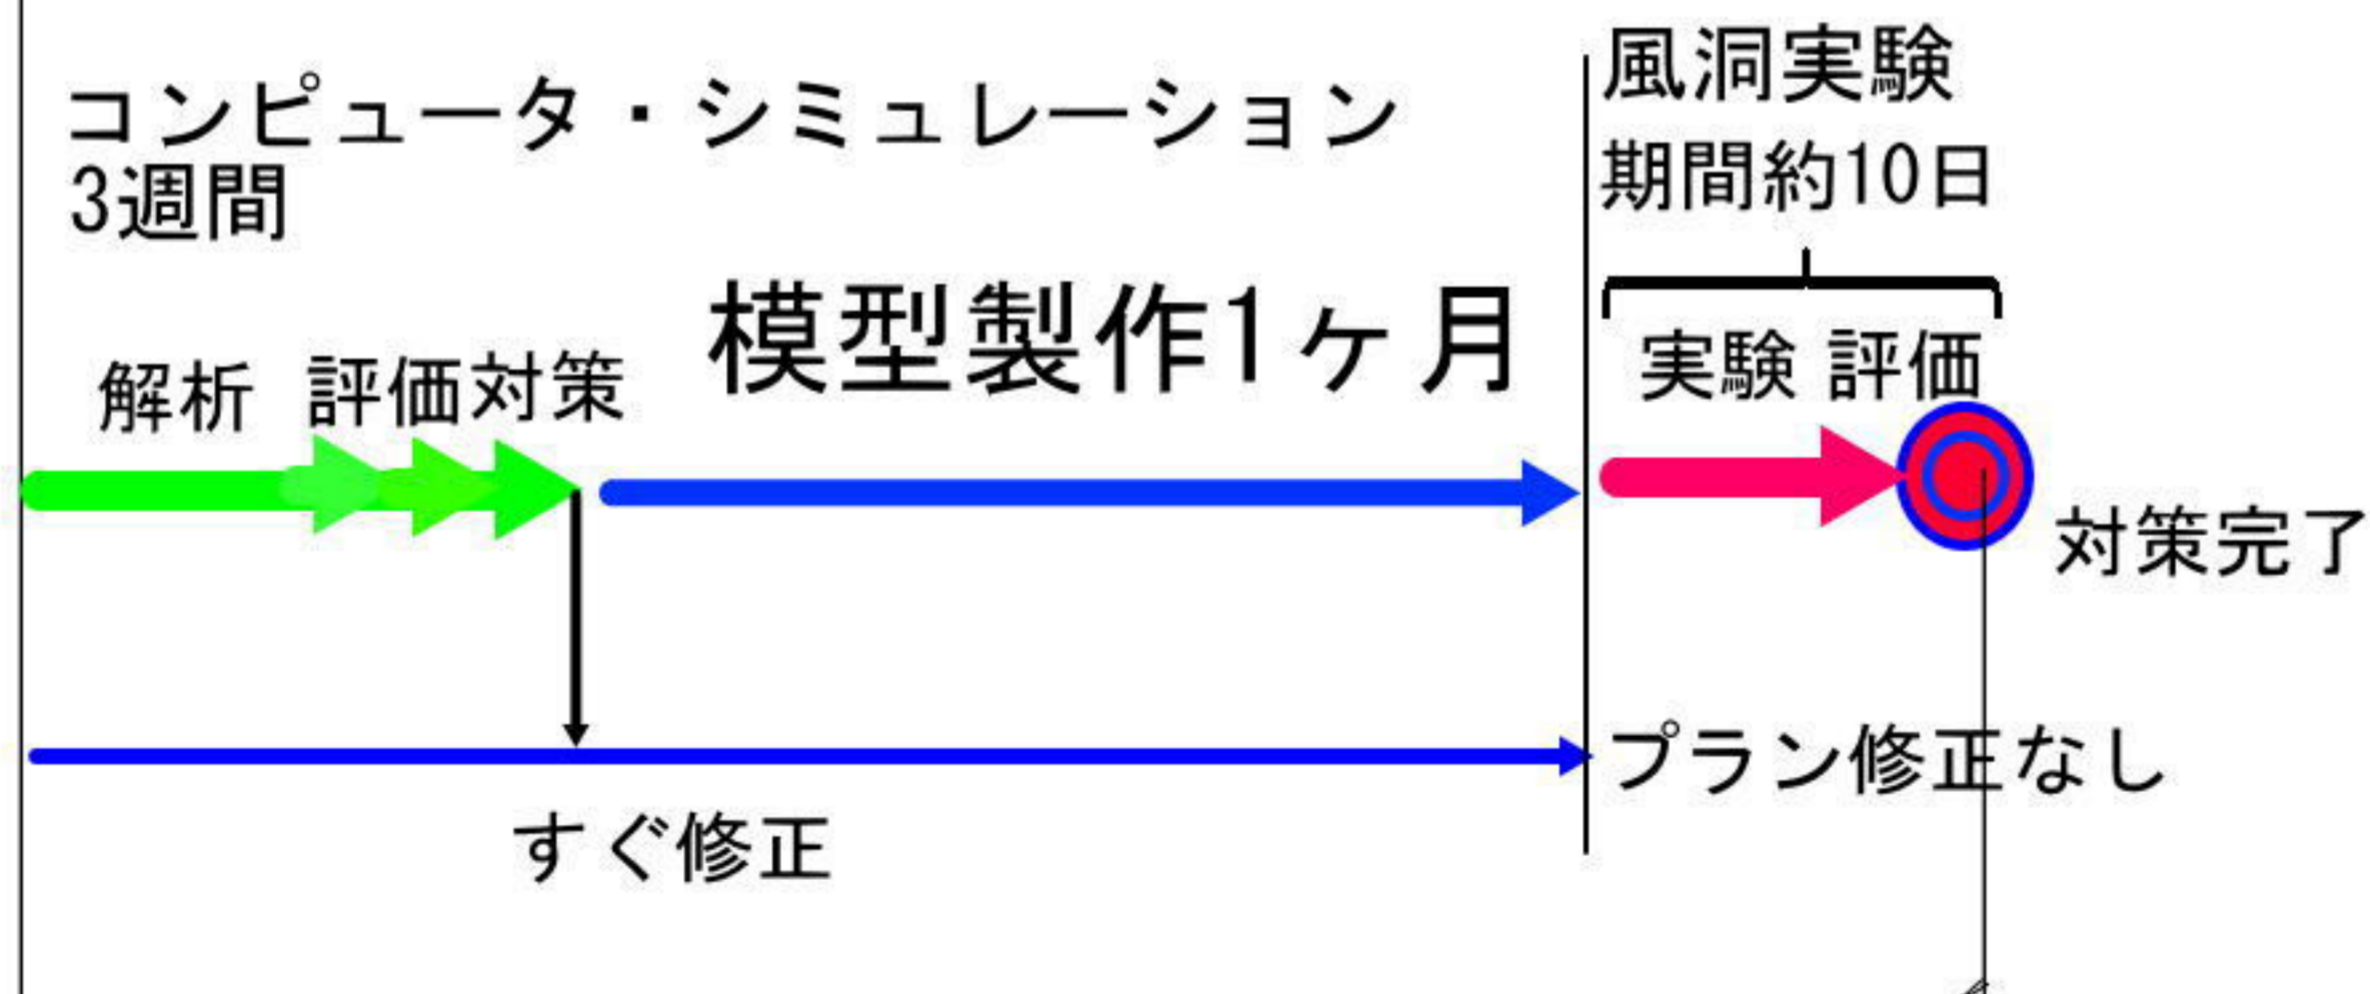 コンピュータ・シミュレーション
3週間
風洞実験
期間約10日
模型製作1ヶ月
解析 評価対策
実験 評価
対策完了
プラン修正なし
すぐ修正